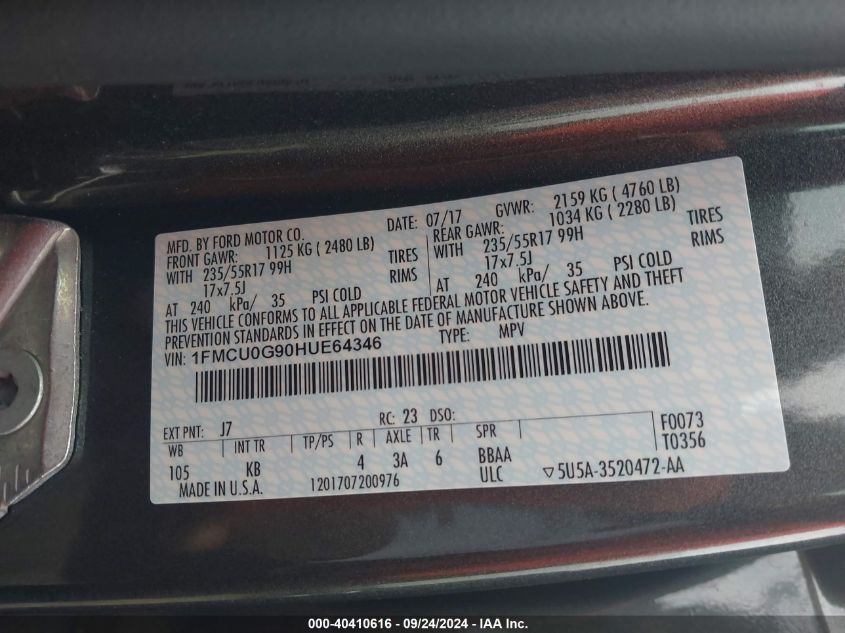 MFD. BY FORD MOTOR CO. DATE: 07/17 GVWR: 2159 KG ( 4760 LB)
FRONT GAWR: 1125 KG ( 2480 LB) REAR GAWR: 1034 KG ( 2280 LB)
WITH 235/55R17 99H TIRES WITH 235/55R17 99H TIRES
17x7.5J RIMS 17x7.5J RIMS
AT 240 kPa/ 35 PSI COLD AT 240 kPa/ 35 PSI COLD
THIS VEHICLE CONFORMS TO ALL APPLICABLE FEDERAL MOTOR VEHICLE SAFETY AND THEFT
PREVENTION STANDARDS IN EFFECT ON THE DATE OF MANUFACTURE SHOWN ABOVE.
VIN: 1FMCU0G90HUE64346 TYPE: MPV
EXT PNT: J7 RC: 23 DSO: F0073
WB INT TR TP/PS R AXLE TR SPR T0356
105 KB 4 3A 6 BBAA
MADE IN U.S.A. 1201707200976 ULC ▽5U5A-3520472-AA
000-40410616 - 09/24/2024 - IAA Inc.